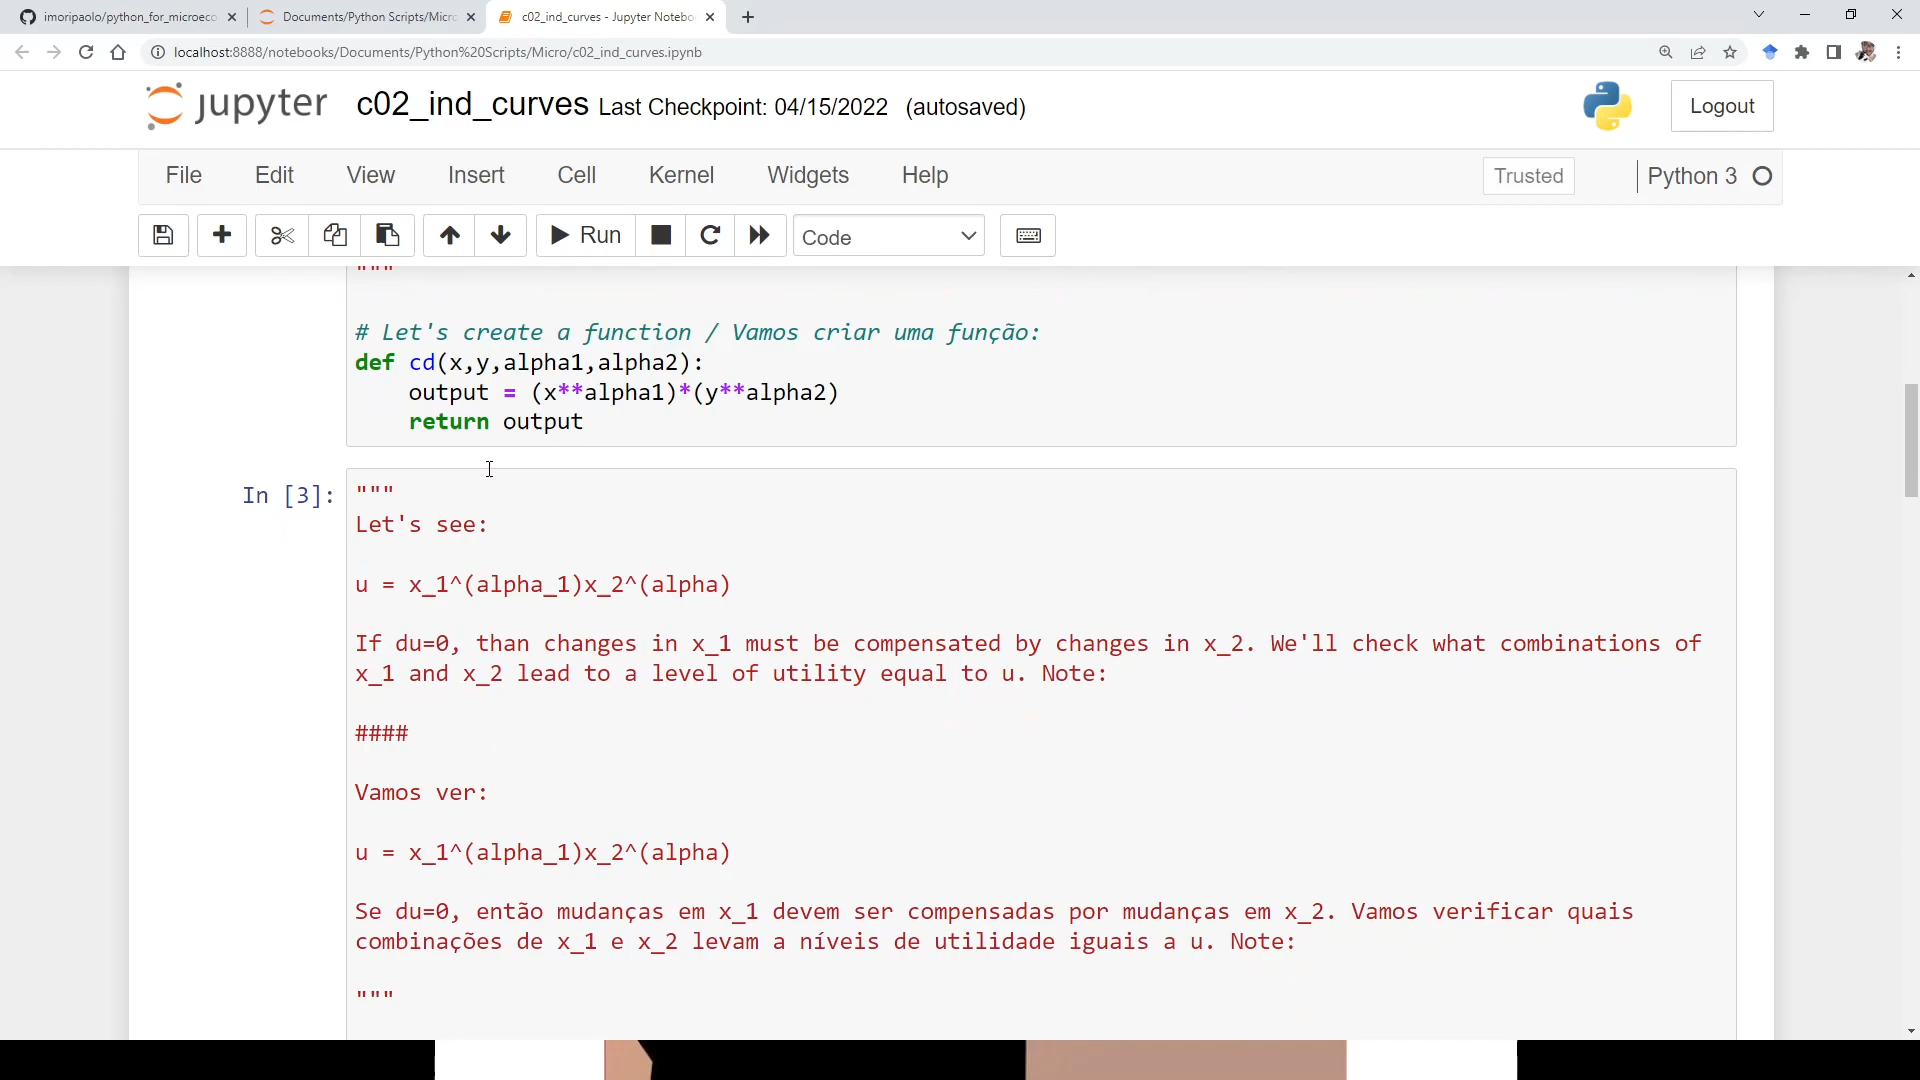 imoripaolo/python_for_microeco
Documents/Python Scripts/Micro
c02_ind_curves - Jupyter Notebo
localhost:8888/notebooks/Documents/Python%20Scripts/Micro/c02_ind_curves.ipynb
jupyter c02_ind_curves Last Checkpoint: 04/15/2022 (autosaved)
Logout
File Edit View Insert Cell Kernel Widgets Help
Trusted
Python 3
Run
Code
"""
# Let's create a function / Vamos criar uma função:
def cd(x,y,alpha1,alpha2):
output = (x**alpha1)*(y**alpha2)
return output
In [3]:
"""
Let's see:
u = x_1^(alpha_1)x_2^(alpha)
If du=0, than changes in x_1 must be compensated by changes in x_2. We'll check what combinations of
x_1 and x_2 lead to a level of utility equal to u. Note:
####
Vamos ver:
u = x_1^(alpha_1)x_2^(alpha)
Se du=0, então mudanças em x_1 devem ser compensadas por mudanças em x_2. Vamos verificar quais
combinações de x_1 e x_2 levam a níveis de utilidade iguais a u. Note:
"""